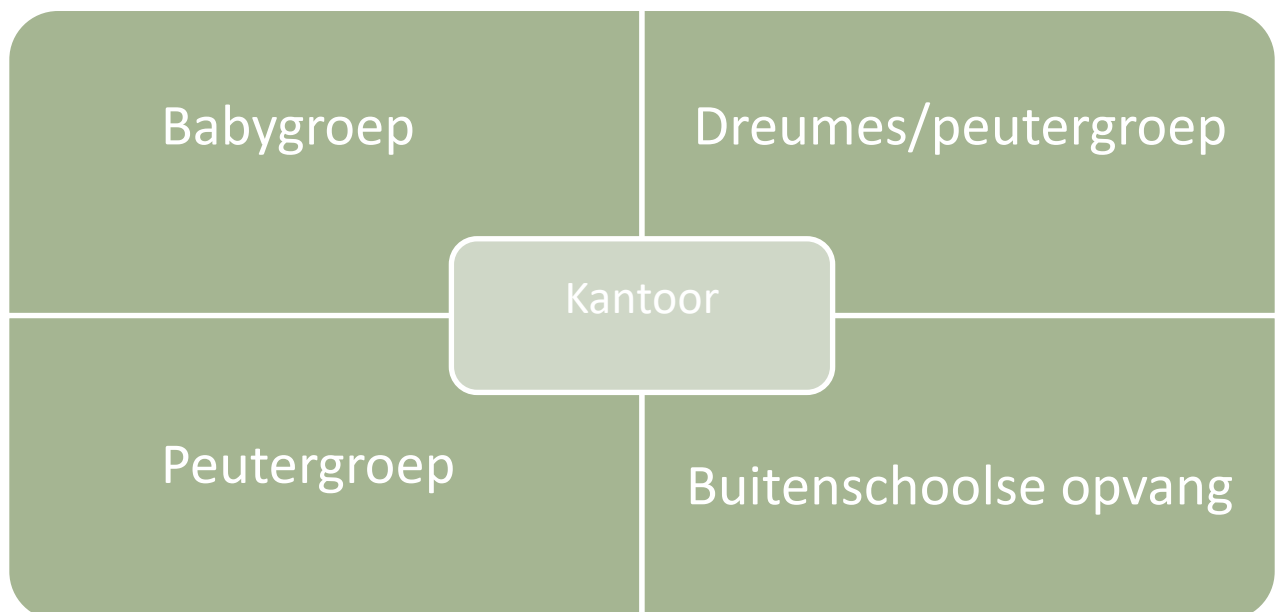 Babygroep
Dreumes/peutergroep
Kantoor
Peutergroep
Buitenschoolse opvang